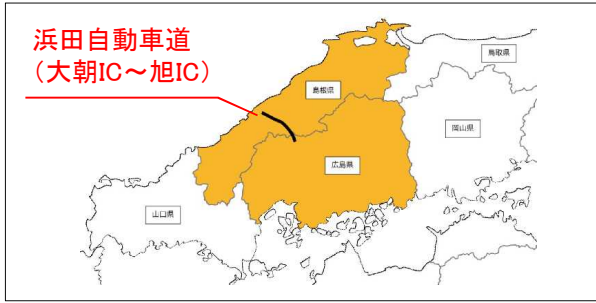 浜田自動車道
（大朝IC～旭IC）
鳥取県
島根県
岡山県
広島県
山口県